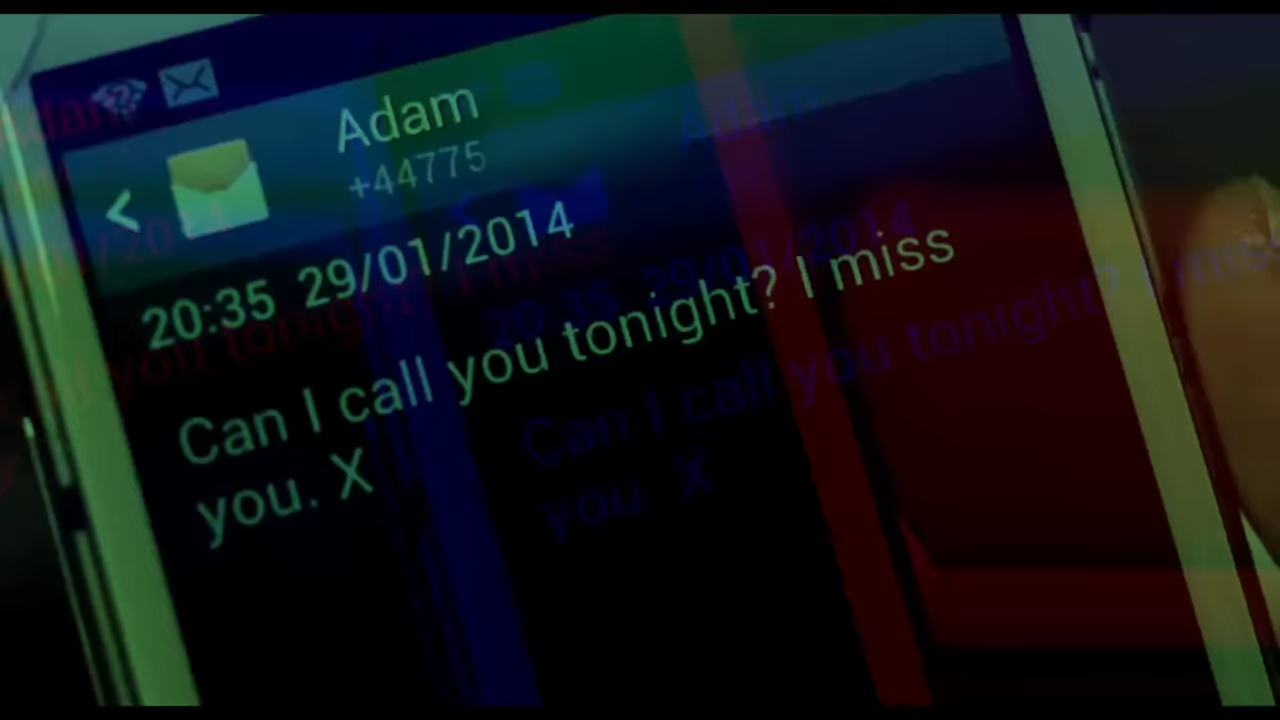 Adam
+44775
20:35 29/01/2014
Can I call you tonight? I miss
you. X